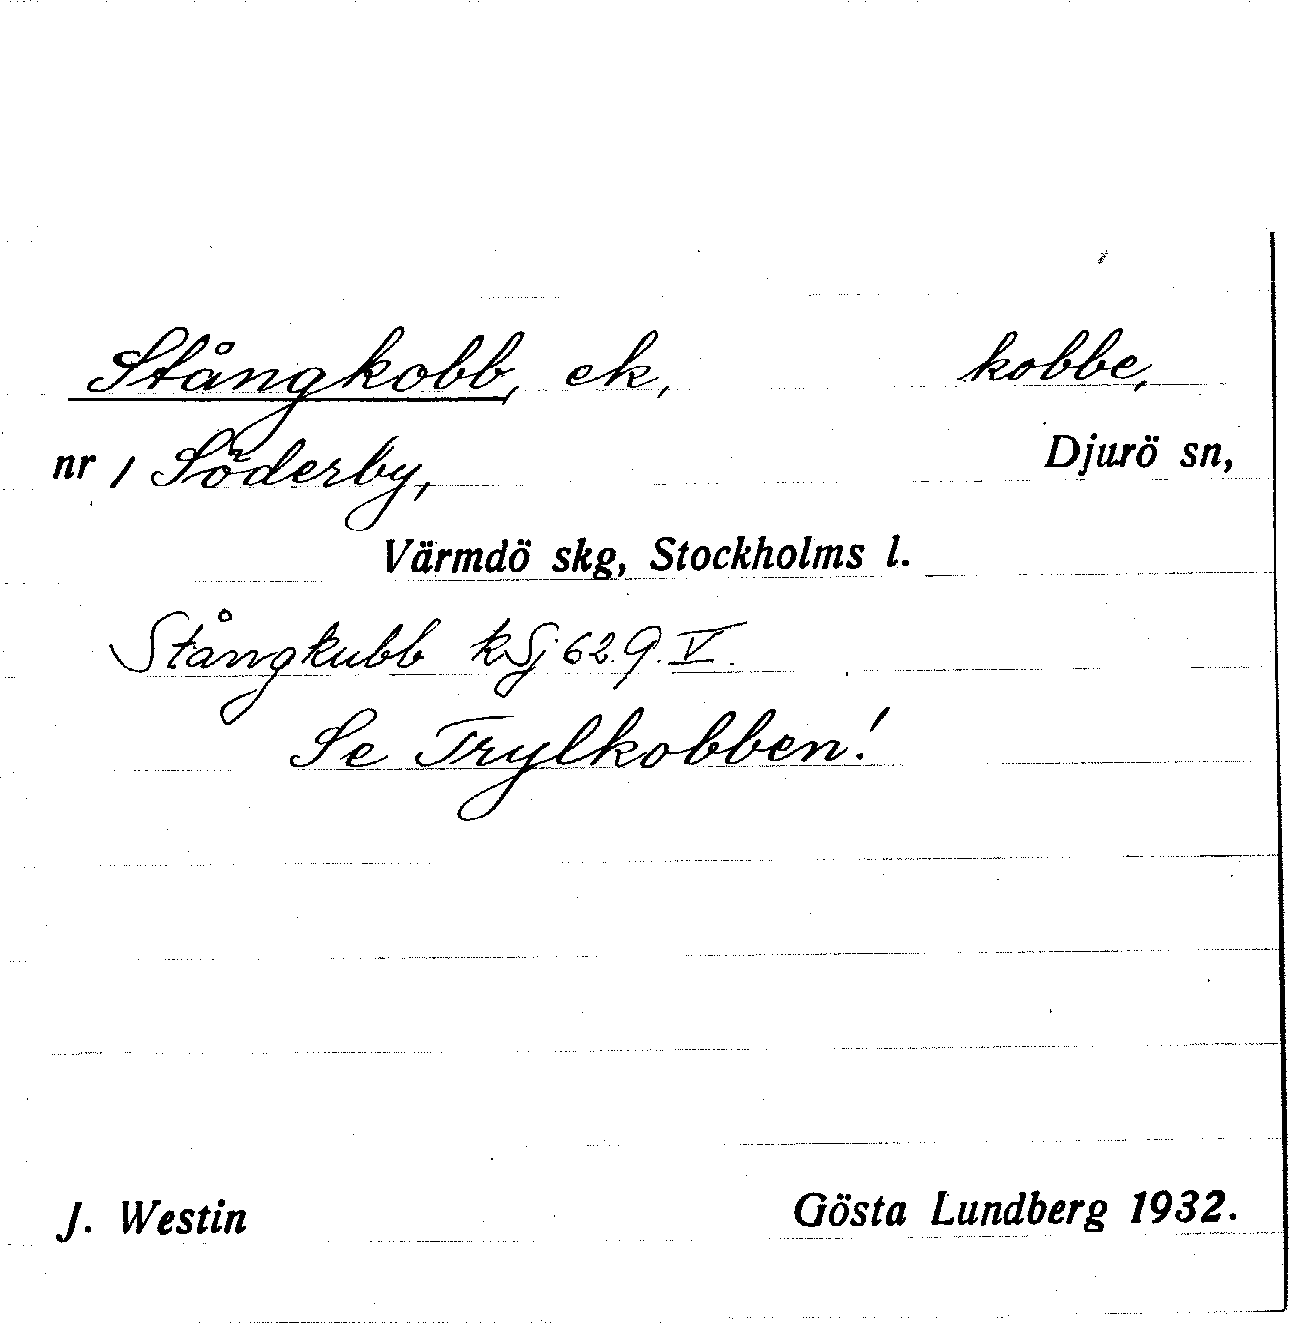 Stångkobb, ek, kobbe,
nr 1 Söderby, Djurö sn,
Värmdö skg, Stockholms l.
Stångkubb kSj 62 9. V.
Se Trylkobben!
J. Westin Gösta Lundberg 1932.